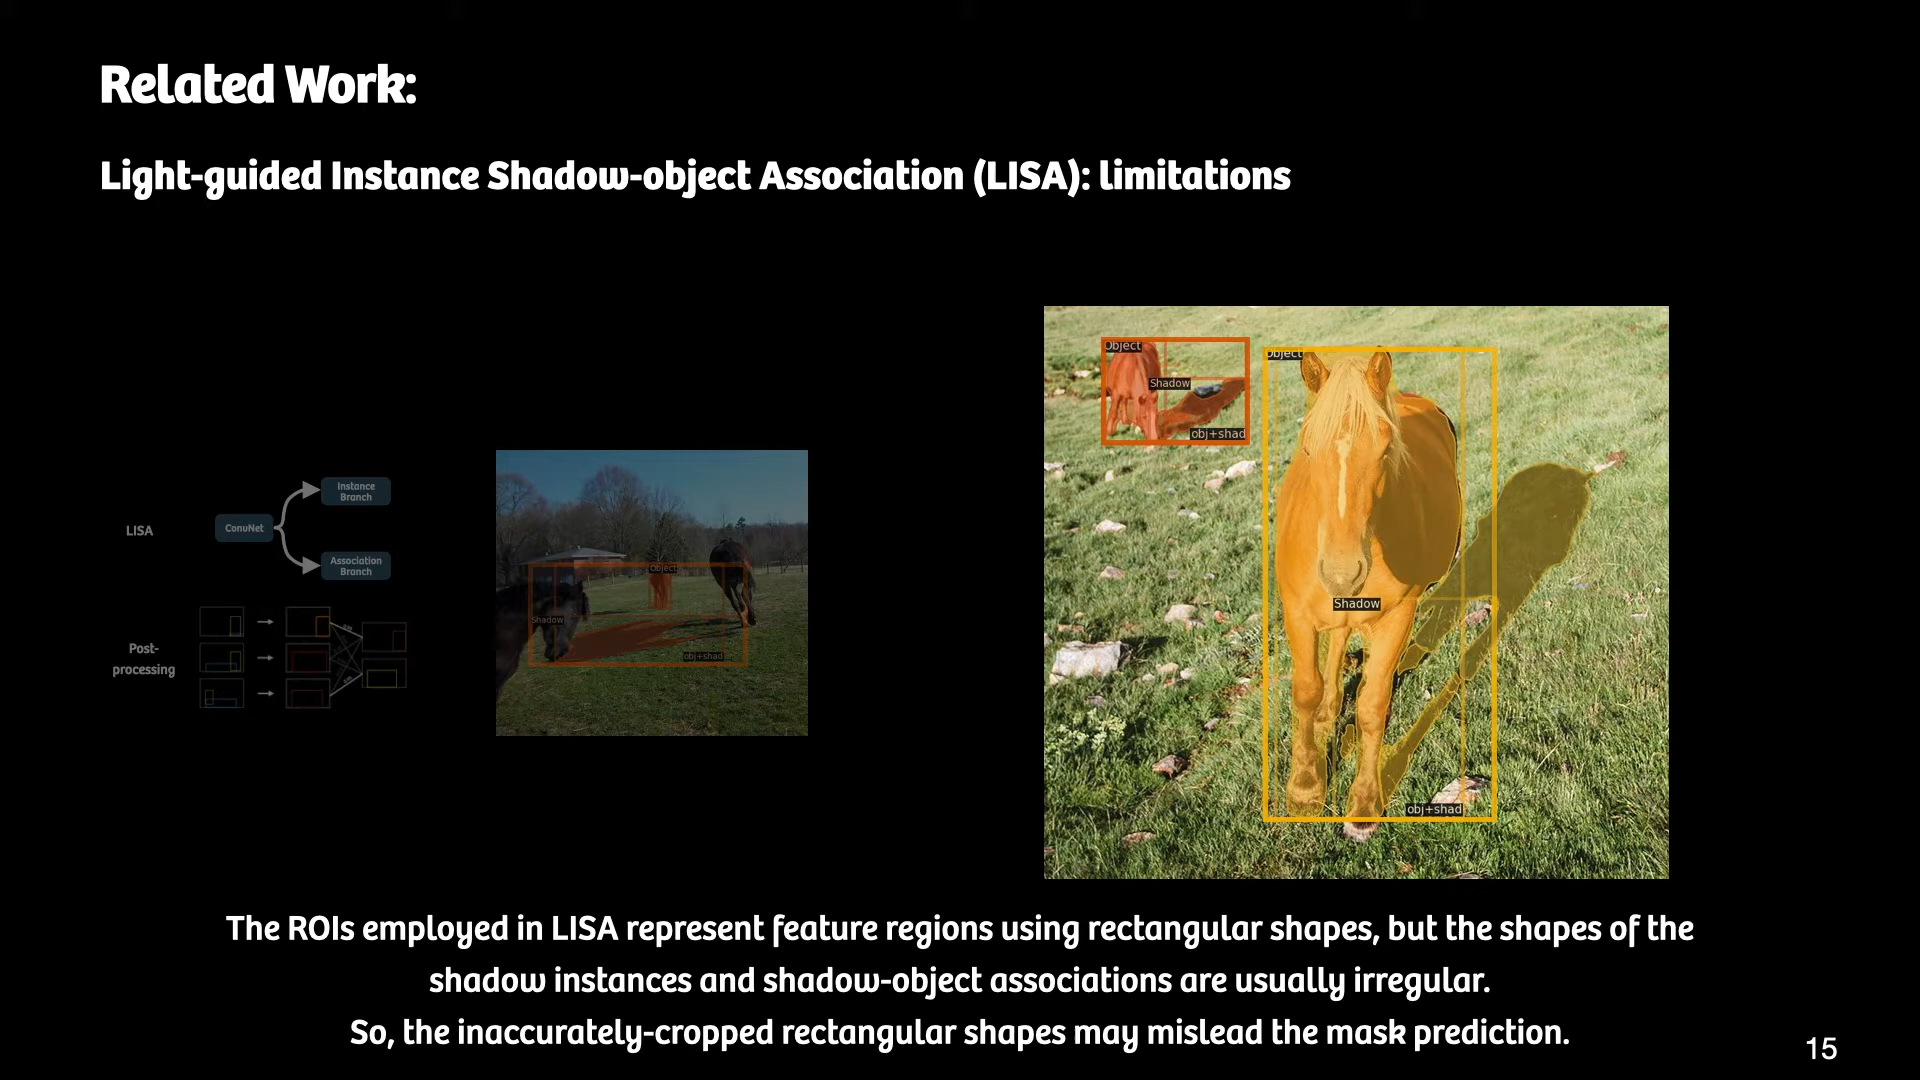 Related Work:
Light-guided Instance Shadow-object Association (LISA): limitations
LISA
ConvNet
Instance
Branch
Association
Branch
Post-
processing
Object
Shadow
obj+shad
Object
Shadow
obj+shad
Object
Shadow
obj+shad
The ROIs employed in LISA represent feature regions using rectangular shapes, but the shapes of the
shadow instances and shadow-object associations are usually irregular.
So, the inaccurately-cropped rectangular shapes may mislead the mask prediction.
15